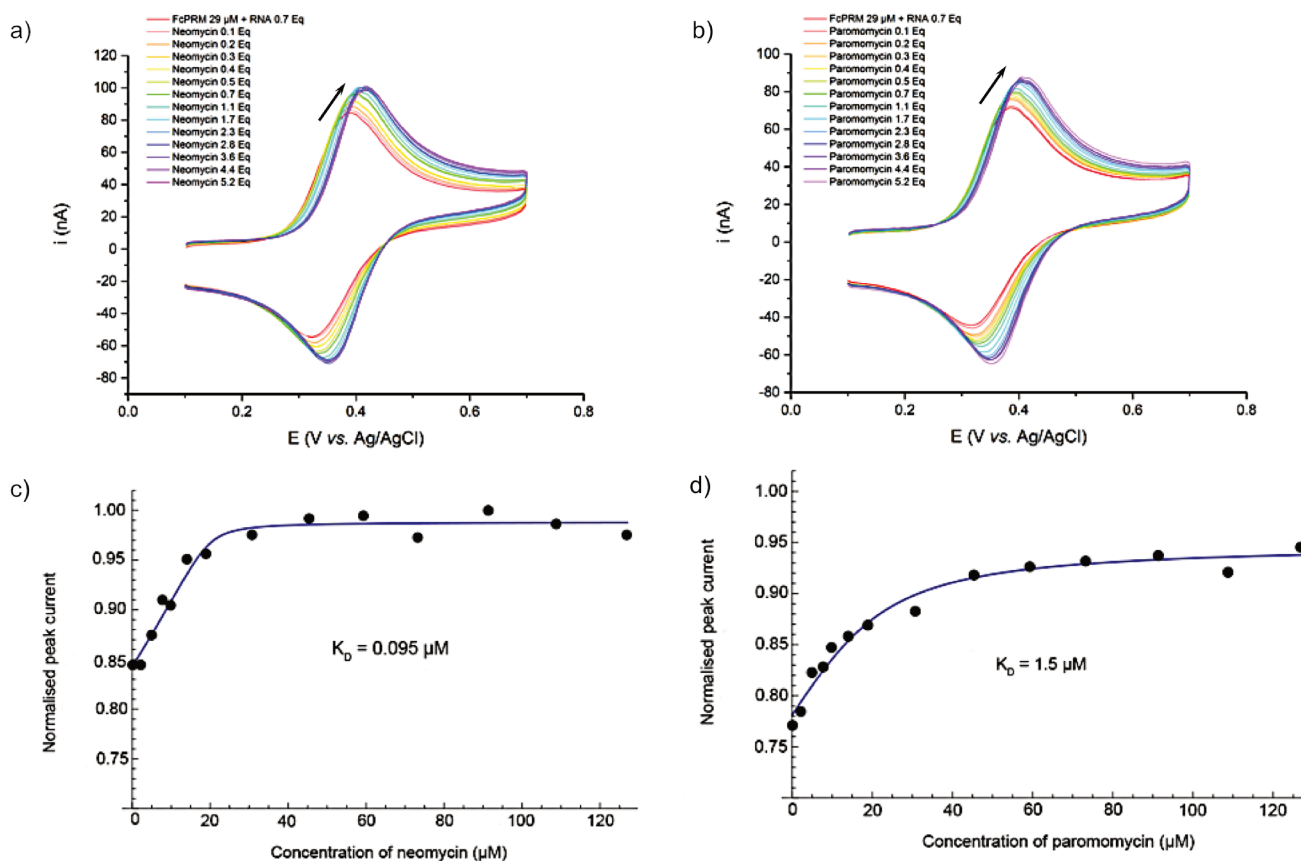 a)
FcPRM 29 µM + RNA 0.7 Eq
Neomycin 0.1 Eq
Neomycin 0.2 Eq
Neomycin 0.3 Eq
Neomycin 0.4 Eq
Neomycin 0.5 Eq
Neomycin 0.7 Eq
Neomycin 1.1 Eq
Neomycin 1.7 Eq
Neomycin 2.3 Eq
Neomycin 2.8 Eq
Neomycin 3.6 Eq
Neomycin 4.4 Eq
Neomycin 5.2 Eq
120
100
80
60
40
20
0
-20
-40
-60
-80
i (nA)
0.0 0.2 0.4 0.6 0.8
E (V vs. Ag/AgCl)
b)
FcPRM 29 µM + RNA 0.7 Eq
Paromomycin 0.1 Eq
Paromomycin 0.2 Eq
Paromomycin 0.3 Eq
Paromomycin 0.4 Eq
Paromomycin 0.5 Eq
Paromomycin 0.7 Eq
Paromomycin 1.1 Eq
Paromomycin 1.7 Eq
Paromomycin 2.3 Eq
Paromomycin 2.8 Eq
Paromomycin 3.6 Eq
Paromomycin 4.4 Eq
Paromomycin 5.2 Eq
100
80
60
40
20
0
-20
-40
-60
-80
i (nA)
0.0 0.2 0.4 0.6 0.8
E (V vs. Ag/AgCl)
c)
1.00
0.95
0.90
0.85
0.80
0.75
Normalised peak current
K_D = 0.095 µM
0 20 40 60 80 100 120
Concentration of neomycin (µM)
d)
1.00
0.95
0.90
0.85
0.80
0.75
Normalised peak current
K_D = 1.5 µM
0 20 40 60 80 100 120
Concentration of paromomycin (µM)